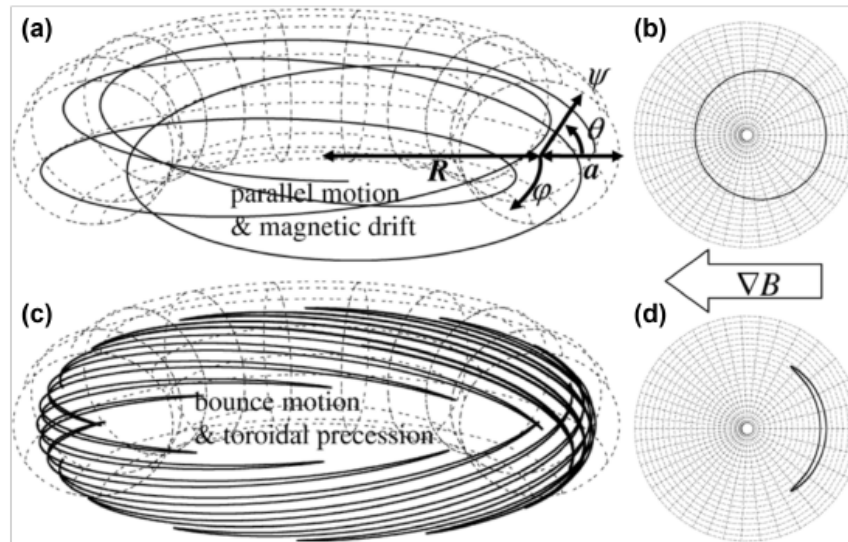 (a)
(b)
ψ
θ
R
a
φ
parallel motion
& magnetic drift
∇B
(c)
(d)
bounce motion
& toroidal precession